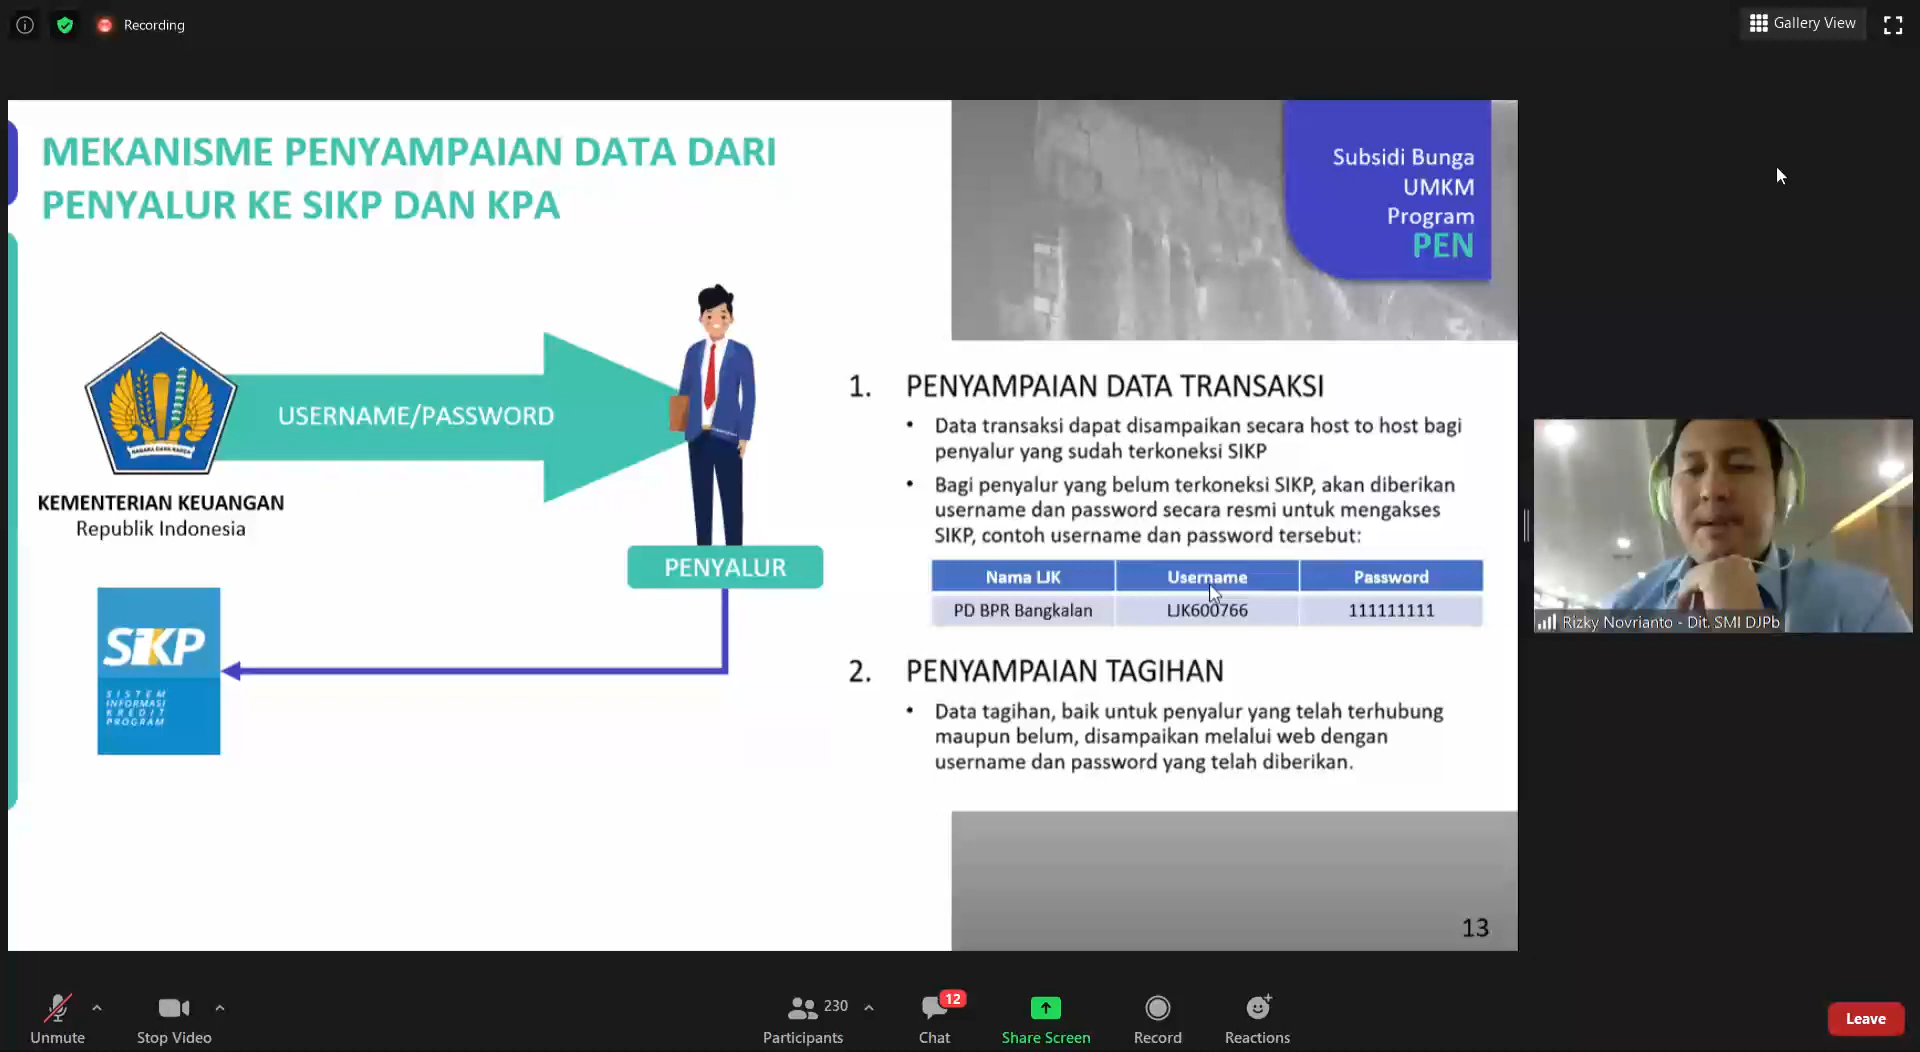 Recording
Gallery View
MEKANISME PENYAMPAIAN DATA DARI
PENYALUR KE SIKP DAN KPA
Subsidi Bunga
UMKM
Program
PEN
USERNAME/PASSWORD
NAGARA DANA RAKCA
KEMENTERIAN KEUANGAN
Republik Indonesia
PENYALUR
SiKP
SISTEM
INFORMASI
KREDIT
PROGRAM
1. PENYAMPAIAN DATA TRANSAKSI
• Data transaksi dapat disampaikan secara host to host bagi
penyalur yang sudah terkoneksi SIKP
• Bagi penyalur yang belum terkoneksi SIKP, akan diberikan
username dan password secara resmi untuk mengakses
SIKP, contoh username dan password tersebut:
Nama LJK Username Password
PD BPR Bangkalan LJK600766 111111111
2. PENYAMPAIAN TAGIHAN
• Data tagihan, baik untuk penyalur yang telah terhubung
maupun belum, disampaikan melalui web dengan
username dan password yang telah diberikan.
13
Rizky Novrianto - Dit. SMI DJPb
Unmute
Stop Video
230
Participants
12
Chat
Share Screen
Record
Reactions
Leave